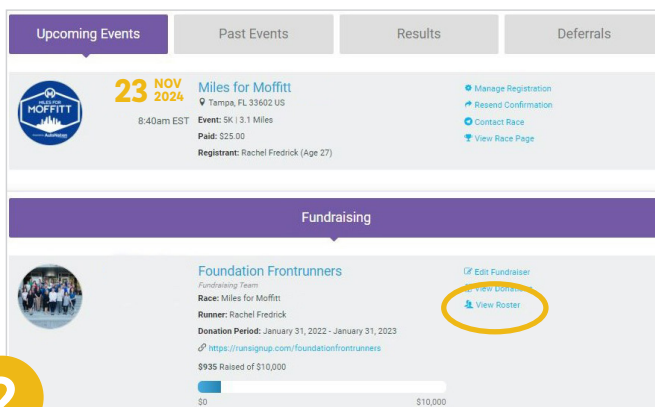 Upcoming Events
Past Events
Results
Deferrals
MILES FOR
MOFFITT
AutoNation
23 NOV 2024
8:40am EST
Miles for Moffitt
Tampa, FL 33602 US
Event: 5K | 3.1 Miles
Paid: $25.00
Registrant: Rachel Fredrick (Age 27)
Manage Registration
Resend Confirmation
Contact Race
View Race Page
Fundraising
Foundation Frontrunners
Fundraising Team
Race: Miles for Moffitt
Runner: Rachel Fredrick
Donation Period: January 31, 2022 - January 31, 2023
https://runsignup.com/foundationfrontrunners
$935 Raised of $10,000
$0
$10,000
Edit Fundraiser
View Donations
View Roster
2